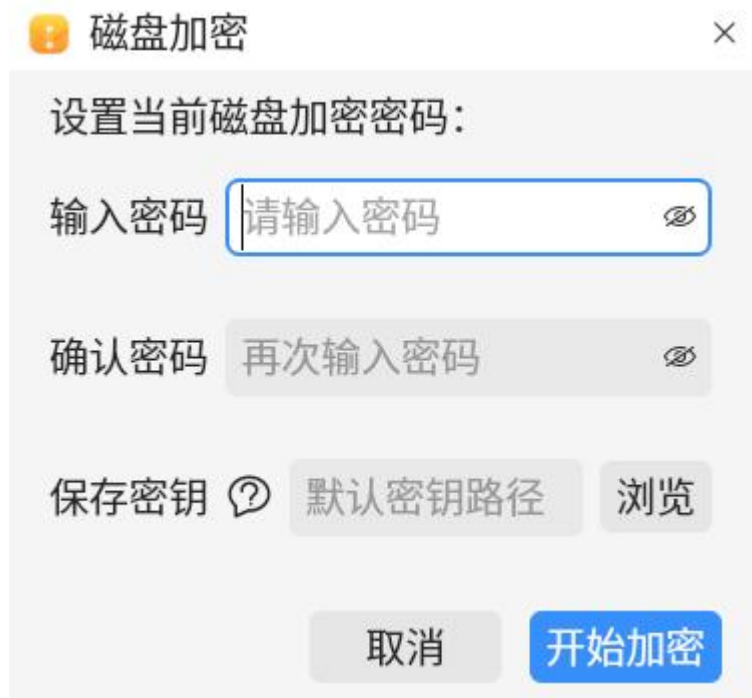 磁盘加密
设置当前磁盘加密密码：
输入密码 请输入密码
确认密码 再次输入密码
保存密钥 默认密钥路径 浏览
取消 开始加密